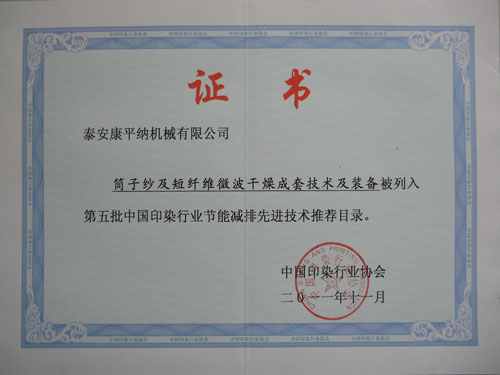 证书
泰安康平纳机械有限公司
筒子纱及短纤维微波干燥成套技术及装备被列入
第五批中国印染行业节能减排先进技术推荐目录。
中国印染行业协会
二〇一一年十一月